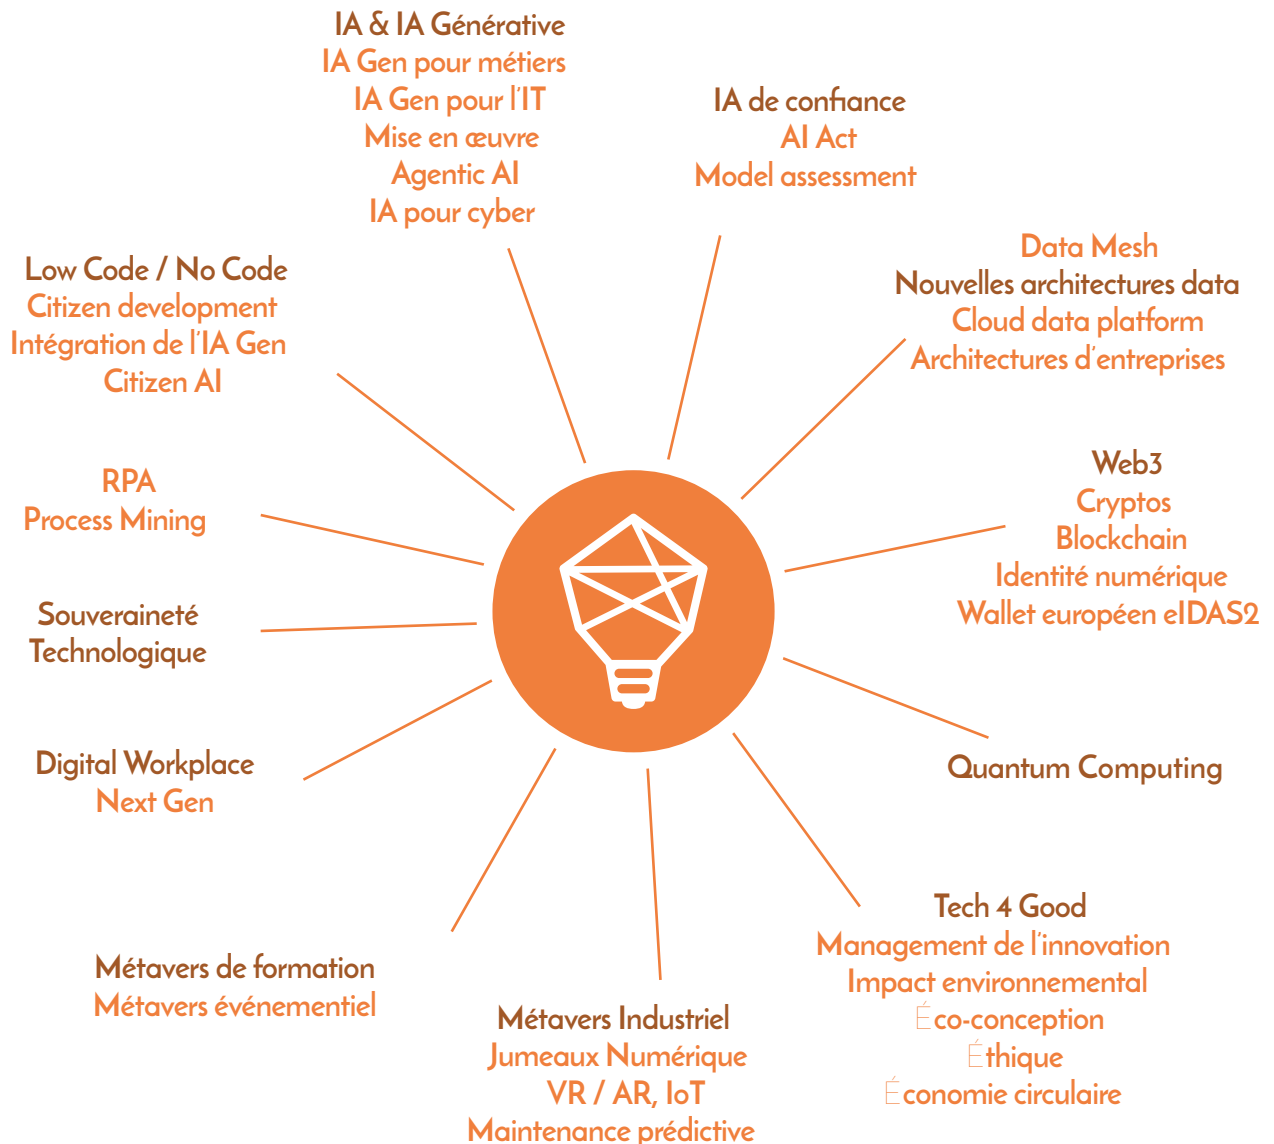 IA & IA Générative
IA Gen pour métiers
IA Gen pour l'IT
Mise en œuvre
Agentic AI
IA pour cyber
IA de confiance
AI Act
Model assessment
Data Mesh
Nouvelles architectures data
Cloud data platform
Architectures d'entreprises
Web3
Cryptos
Blockchain
Identité numérique
Wallet européen eIDAS2
Quantum Computing
Tech 4 Good
Management de l'innovation
Impact environnemental
Éco-conception
Éthique
Économie circulaire
Métavers Industriel
Jumeaux Numérique
VR / AR, IoT
Maintenance prédictive
Métavers de formation
Métavers événementiel
Digital Workplace
Next Gen
Souveraineté
Technologique
RPA
Process Mining
Low Code / No Code
Citizen development
Intégration de l'IA Gen
Citizen AI